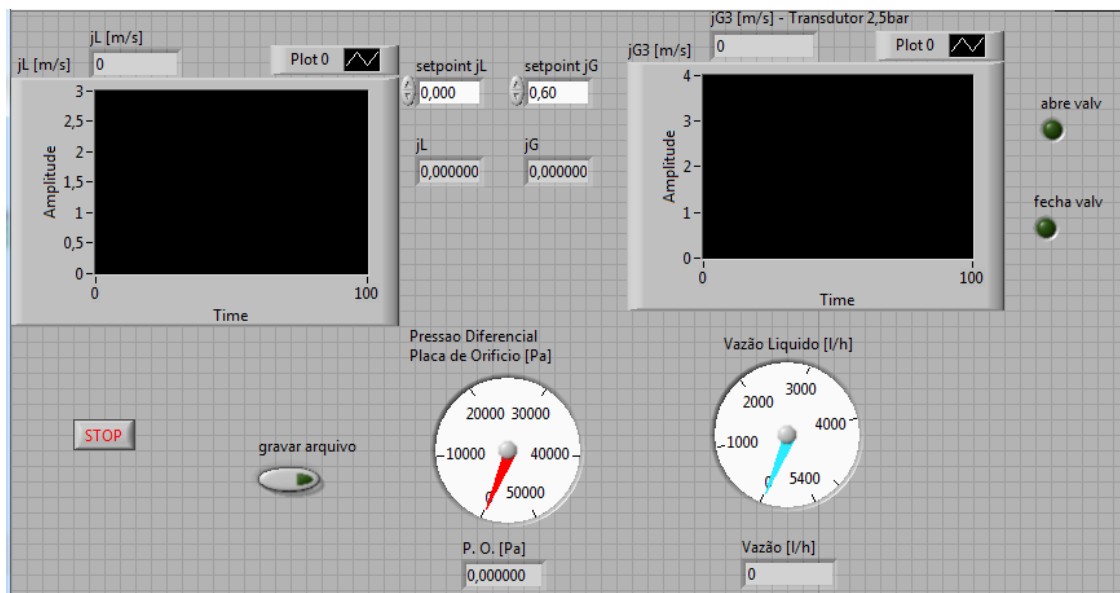 jL [m/s]
jL [m/s]
0
Plot 0
3
2,5
2
1,5
1
0,5
0
Amplitude
0
100
Time
setpoint jL
0,000
setpoint jG
0,60
jL
0,000000
jG
0,000000
jG3 [m/s] - Transdutor 2,5bar
jG3 [m/s]
0
Plot 0
4
3
2
1
0
Amplitude
0
100
Time
abre valv
fecha valv
STOP
gravar arquivo
Pressao Diferencial
Placa de Orificio [Pa]
0
10000
20000
30000
40000
50000
P. O. [Pa]
0,000000
Vazão Liquido [l/h]
0
1000
2000
3000
4000
5400
Vazão [l/h]
0